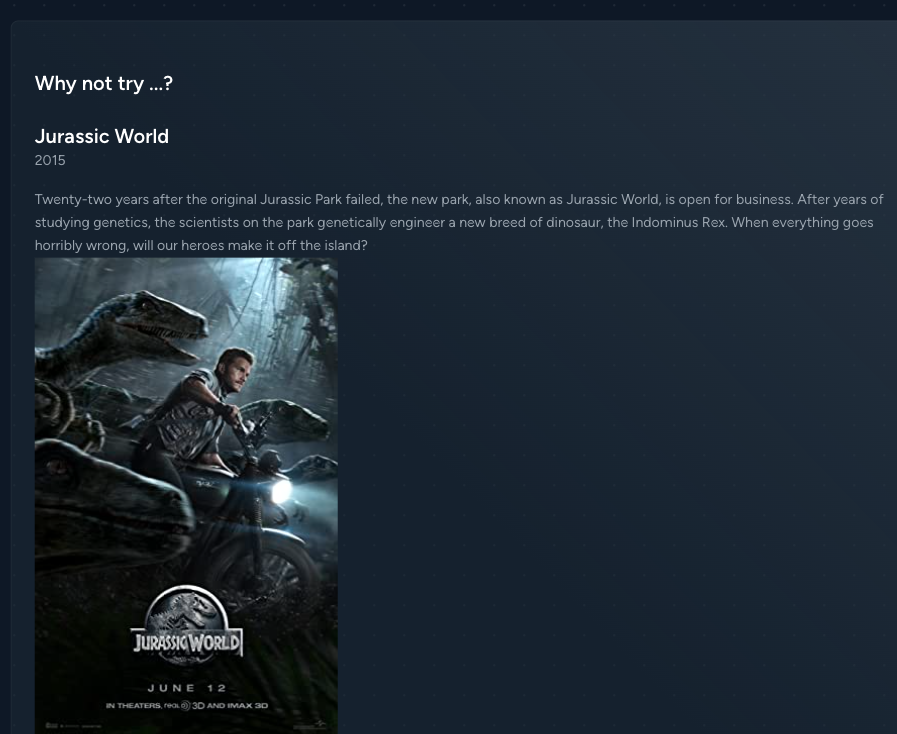 Why not try ...?
Jurassic World
2015
Twenty-two years after the original Jurassic Park failed, the new park, also known as Jurassic World, is open for business. After years of
studying genetics, the scientists on the park genetically engineer a new breed of dinosaur, the Indominus Rex. When everything goes
horribly wrong, will our heroes make it off the island?
JURASSIC WORLD
JUNE 12
IN THEATERS, REAL D 3D AND IMAX 3D